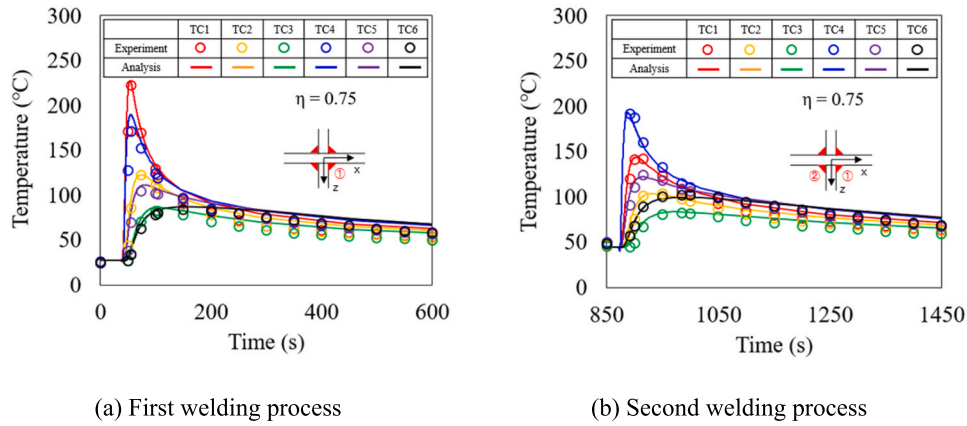 TC1 TC2 TC3 TC4 TC5 TC6
Experiment
Analysis
η = 0.75
①
x
z
300
250
200
150
100
50
0
Temperature (℃)
0 200 400 600
Time (s)
(a) First welding process
TC1 TC2 TC3 TC4 TC5 TC6
Experiment
Analysis
η = 0.75
② ①
x
z
300
250
200
150
100
50
0
Temperature (℃)
850 1050 1250 1450
Time (s)
(b) Second welding process